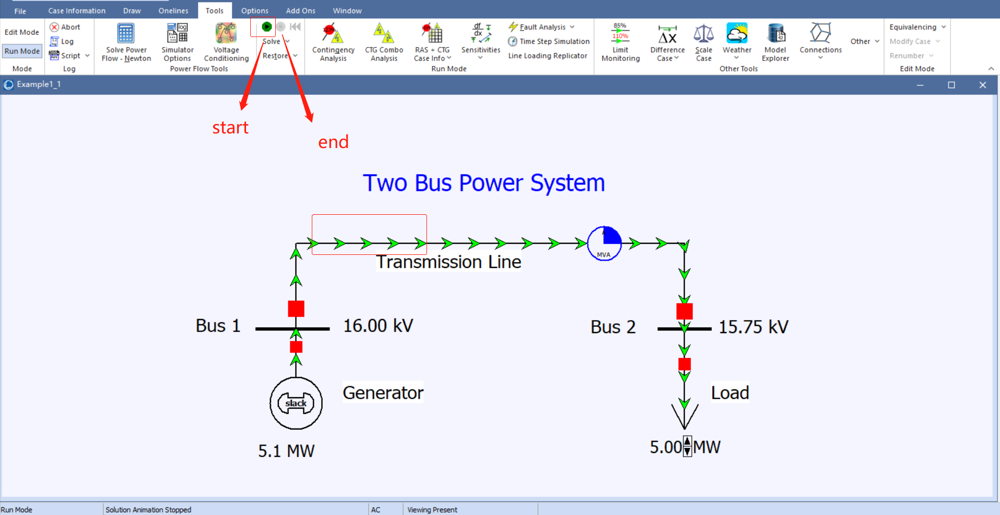 File Case Information Draw Onelines Tools Options Add Ons Window
Edit Mode
Run Mode
Mode
Abort
Log
Script
Log
Solve Power
Flow - Newton
Simulator
Options
Voltage
Conditioning
Solve
Restore
Power Flow Tools
Contingency
Analysis
CTG Combo
Analysis
RAS + CTG
Case Info
df
dx
Sensitivities
Fault Analysis
Time Step Simulation
Line Loading Replicator
Run Mode
85%
110%
Limit
Monitoring
Δx
Difference
Case
Scale
Case
Weather
Model
Explorer
Connections
Other
Other Tools
Equivalencing
Modify Case
Renumber
Edit Mode
Example1_1
start
end
Two Bus Power System
Transmission Line
A
MVA
Bus 1
16.00 kV
Bus 2
15.75 kV
slack
Generator
Load
5.1 MW
5.00 MW
Run Mode Solution Animation Stopped AC Viewing Present